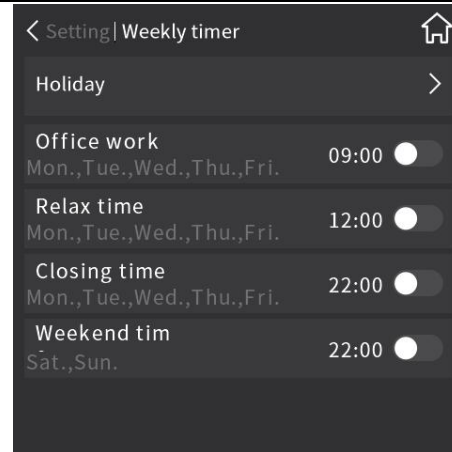 Setting| Weekly timer
Holiday
Office work
Mon.,Tue.,Wed.,Thu.,Fri.
09:00
Relax time
Mon.,Tue.,Wed.,Thu.,Fri.
12:00
Closing time
Mon.,Tue.,Wed.,Thu.,Fri.
22:00
Weekend tim
Sat.,Sun.
22:00